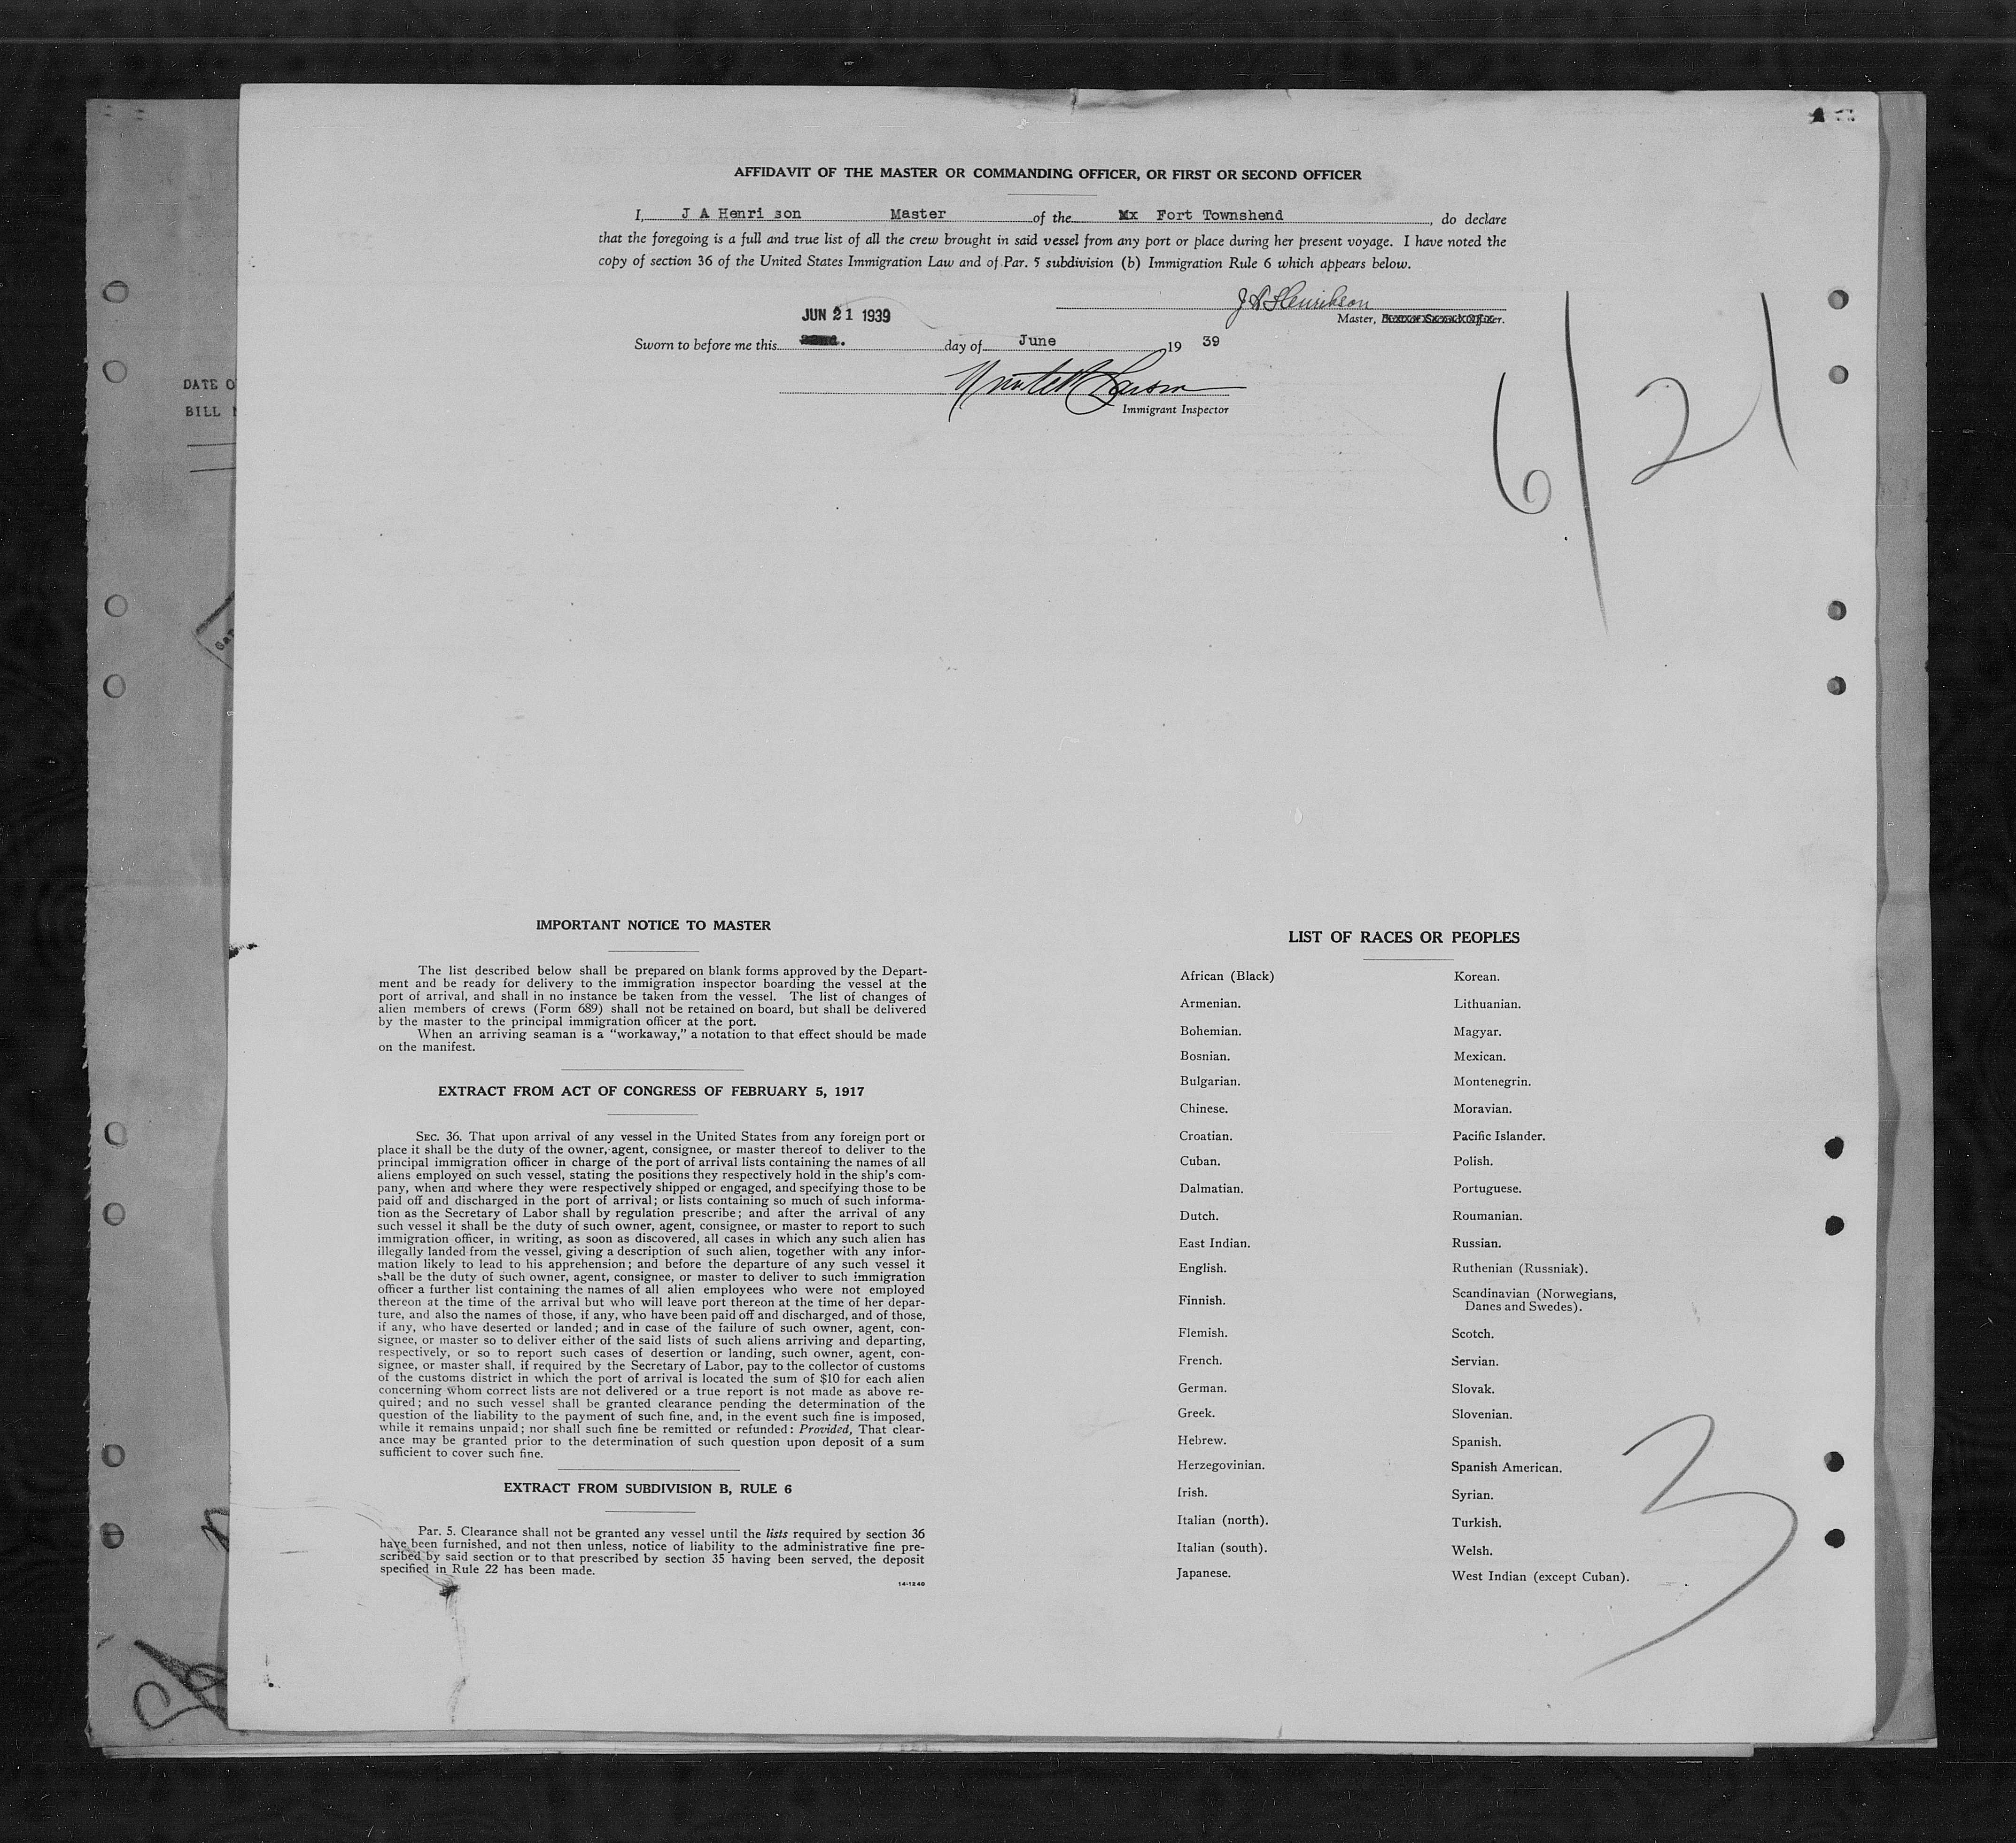 AFFIDAVIT OF THE MASTER OR COMMANDING OFFICER, OR FIRST OR SECOND OFFICER
I, J A Henri son Master of the Mx Fort Townshend, do declare
that the foregoing is a full and true list of all the crew brought in said vessel from any port or place during her present voyage. I have noted the
copy of section 36 of the United States Immigration Law and of Par. 5 subdivision (b) Immigration Rule 6 which appears below.
J A Henrikson
Master,
JUN 21 1939
Sworn to before me this 22nd. day of June 19 39
Immigrant Inspector
6/21
DATE O
BILL
IMPORTANT NOTICE TO MASTER
The list described below shall be prepared on blank forms approved by the Depart-
ment and be ready for delivery to the immigration inspector boarding the vessel at the
port of arrival, and shall in no instance be taken from the vessel. The list of changes of
alien members of crews (Form 689) shall not be retained on board, but shall be delivered
by the master to the principal immigration officer at the port.
When an arriving seaman is a “workaway,” a notation to that effect should be made
on the manifest.
EXTRACT FROM ACT OF CONGRESS OF FEBRUARY 5, 1917
SEC. 36. That upon arrival of any vessel in the United States from any foreign port or
place it shall be the duty of the owner, agent, consignee, or master thereof to deliver to the
principal immigration officer in charge of the port of arrival lists containing the names of all
aliens employed on such vessel, stating the positions they respectively hold in the ship's com-
pany, when and where they were respectively shipped or engaged, and specifying those to be
paid off and discharged in the port of arrival; or lists containing so much of such informa-
tion as the Secretary of Labor shall by regulation prescribe; and after the arrival of any
such vessel it shall be the duty of such owner, agent, consignee, or master to report to such
immigration officer, in writing, as soon as discovered, all cases in which any such alien has
illegally landed from the vessel, giving a description of such alien, together with any infor-
mation likely to lead to his apprehension; and before the departure of any such vessel it
shall be the duty of such owner, agent, consignee, or master to deliver to such immigration
officer a further list containing the names of all alien employees who were not employed
thereon at the time of the arrival but who will leave port thereon at the time of her depar-
ture, and also the names of those, if any, who have been paid off and discharged, and of those,
if any, who have deserted or landed; and in case of the failure of such owner, agent, con-
signee, or master so to deliver either of the said lists of such aliens arriving and departing,
respectively, or so to report such cases of desertion or landing, such owner, agent, con-
signee, or master shall, if required by the Secretary of Labor, pay to the collector of customs
of the customs district in which the port of arrival is located the sum of $10 for each alien
concerning whom correct lists are not delivered or a true report is not made as above re-
quired; and no such vessel shall be granted clearance pending the determination of the
question of the liability to the payment of such fine, and, in the event such fine is imposed,
while it remains unpaid; nor shall such fine be remitted or refunded: Provided, That clear-
ance may be granted prior to the determination of such question upon deposit of a sum
sufficient to cover such fine.
EXTRACT FROM SUBDIVISION B, RULE 6
Par. 5. Clearance shall not be granted any vessel until the lists required by section 36
have been furnished, and not then unless, notice of liability to the administrative fine pre-
scribed by said section or to that prescribed by section 35 having been served, the deposit
specified in Rule 22 has been made.
14-1240
LIST OF RACES OR PEOPLES
African (Black)
Armenian.
Bohemian.
Bosnian.
Bulgarian.
Chinese.
Croatian.
Cuban.
Dalmatian.
Dutch.
East Indian.
English.
Finnish.
Flemish.
French.
German.
Greek.
Hebrew.
Herzegovinian.
Irish.
Italian (north).
Italian (south).
Japanese.
Korean.
Lithuanian.
Magyar.
Mexican.
Montenegrin.
Moravian.
Pacific Islander.
Polish.
Portuguese.
Roumanian.
Russian.
Ruthenian (Russniak).
Scandinavian (Norwegians,
Danes and Swedes).
Scotch.
Servian.
Slovak.
Slovenian.
Spanish.
Spanish American.
Syrian.
Turkish.
Welsh.
West Indian (except Cuban).
3